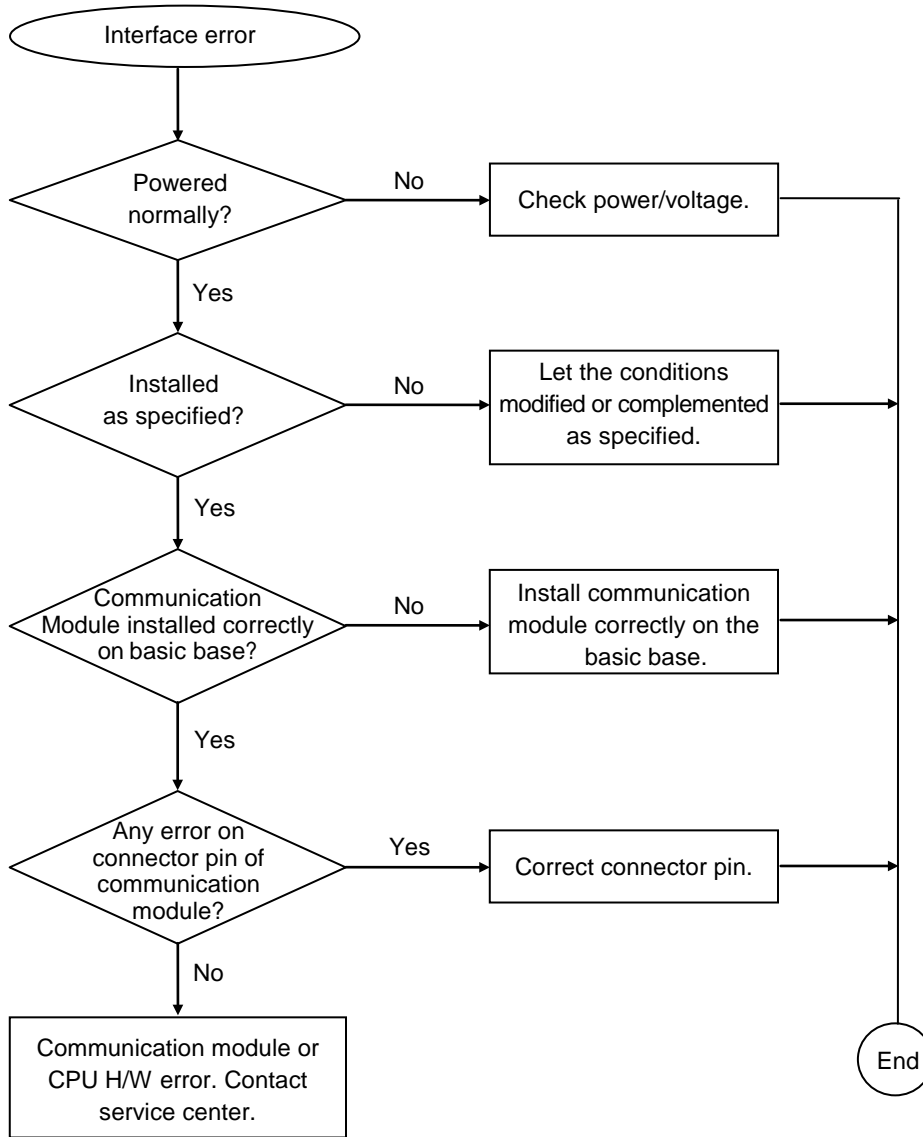 Interface error
Powered
normally?
No
Check power/voltage.
Yes
Installed
as specified?
No
Let the conditions
modified or complemented
as specified.
Yes
Communication
Module installed correctly
on basic base?
No
Install communication
module correctly on the
basic base.
Yes
Any error on
connector pin of
communication
module?
Yes
Correct connector pin.
No
Communication module or
CPU H/W error. Contact
service center.
End